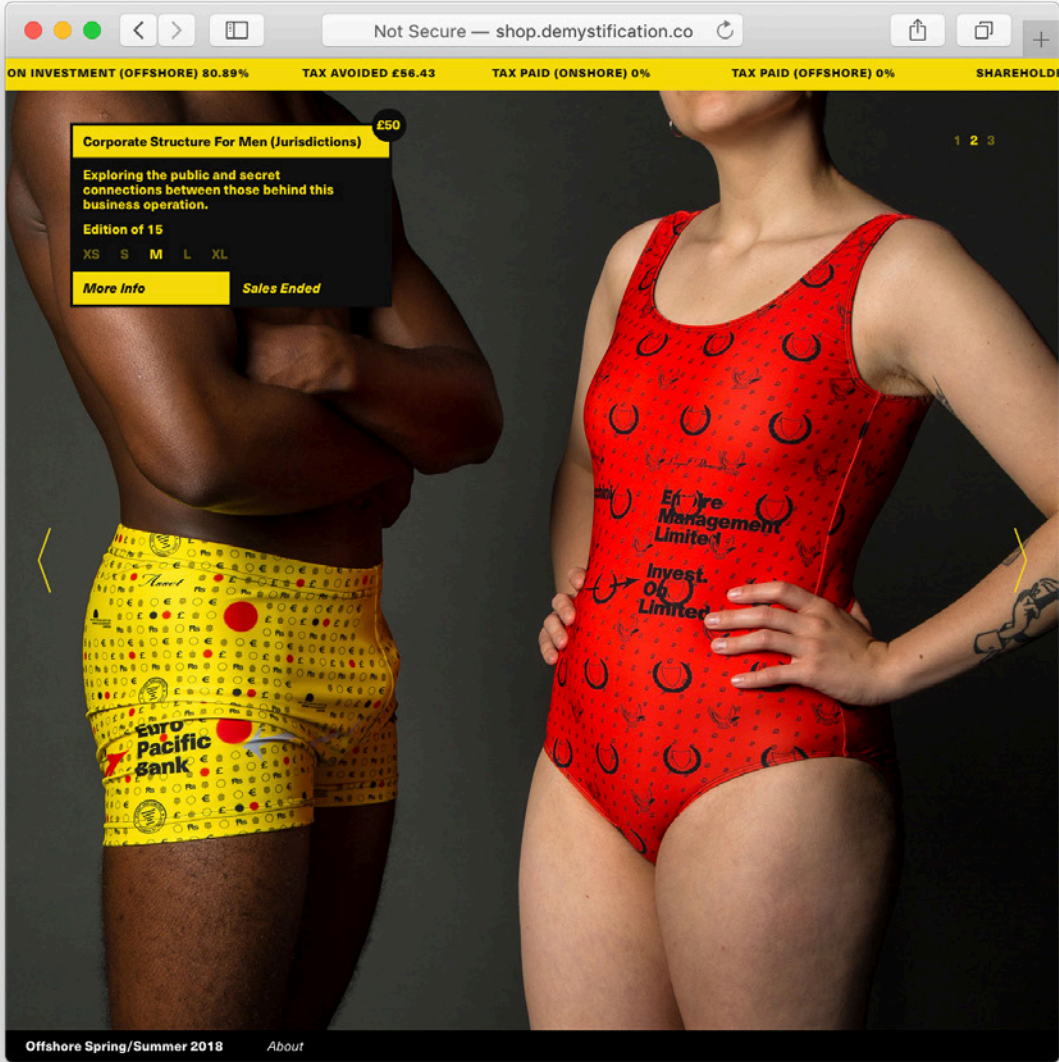 Not Secure — shop.demystification.co
ON INVESTMENT (OFFSHORE) 80.89% TAX AVOIDED £56.43 TAX PAID (ONSHORE) 0% TAX PAID (OFFSHORE) 0% SHAREHOLDE
£50
Corporate Structure For Men (Jurisdictions)
1 2 3
Exploring the public and secret
connections between those behind this
business operation.
Edition of 15
XS S M L XL
More Info Sales Ended
Management
Limited
Invest.
Limited
Euro
Pacific
Bank
Offshore Spring/Summer 2018 About